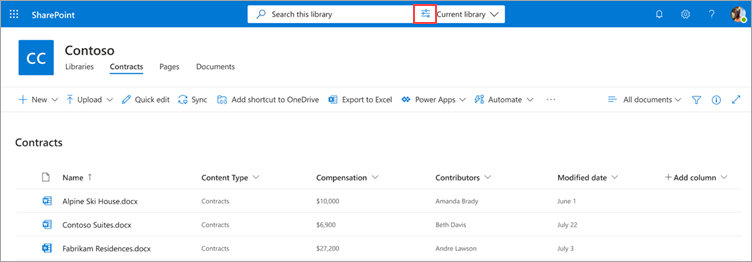 SharePoint Search this library Current library ?
CC Contoso
Libraries Contracts Pages Documents
New Upload Quick edit Sync Add shortcut to OneDrive Export to Excel Power Apps Automate ... All documents
Contracts
Name ↑ Content Type Compensation Contributors Modified date + Add column
Alpine Ski House.docx Contracts $10,000 Amanda Brady June 1
Contoso Suites.docx Contracts $6,900 Beth Davis July 22
Fabrikam Residences.docx Contracts $27,200 Andre Lawson July 3